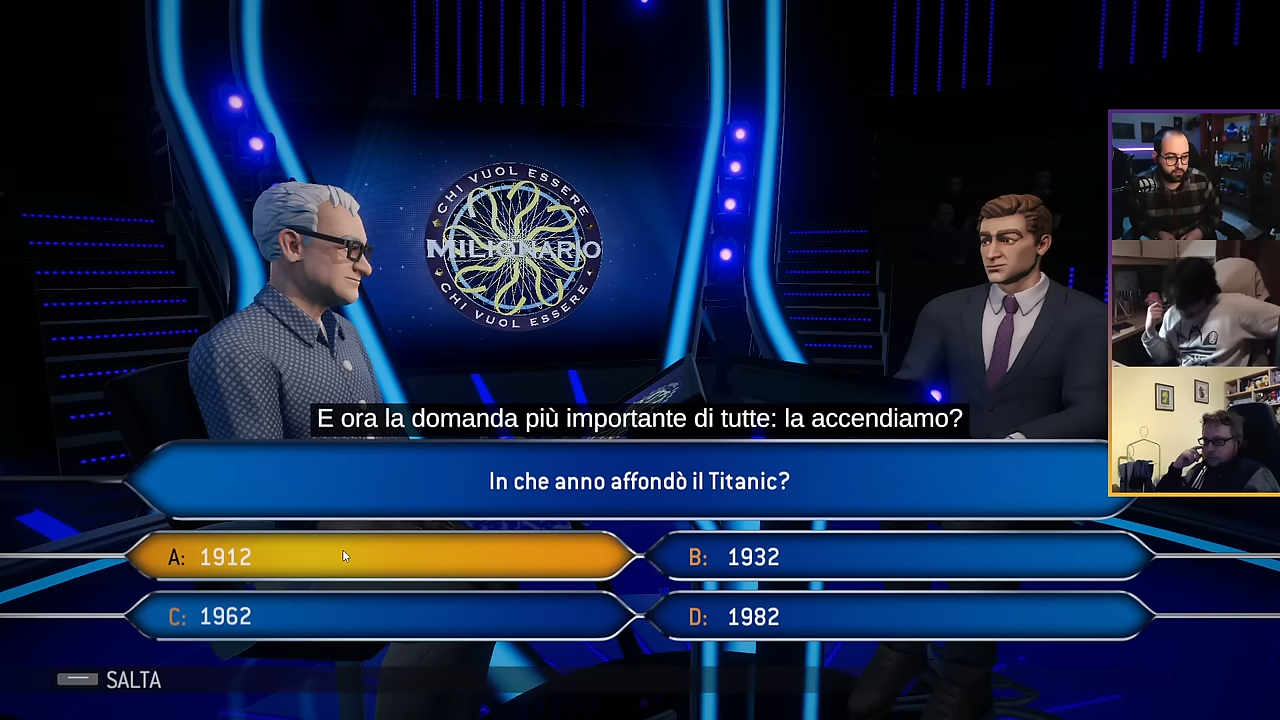 CHI VUOL ESSERE
MILIONARIO
CHI VUOL ESSERE
E ora la domanda più importante di tutte: la accendiamo?
In che anno affondò il Titanic?
A: 1912
B: 1932
C: 1962
D: 1982
SALTA